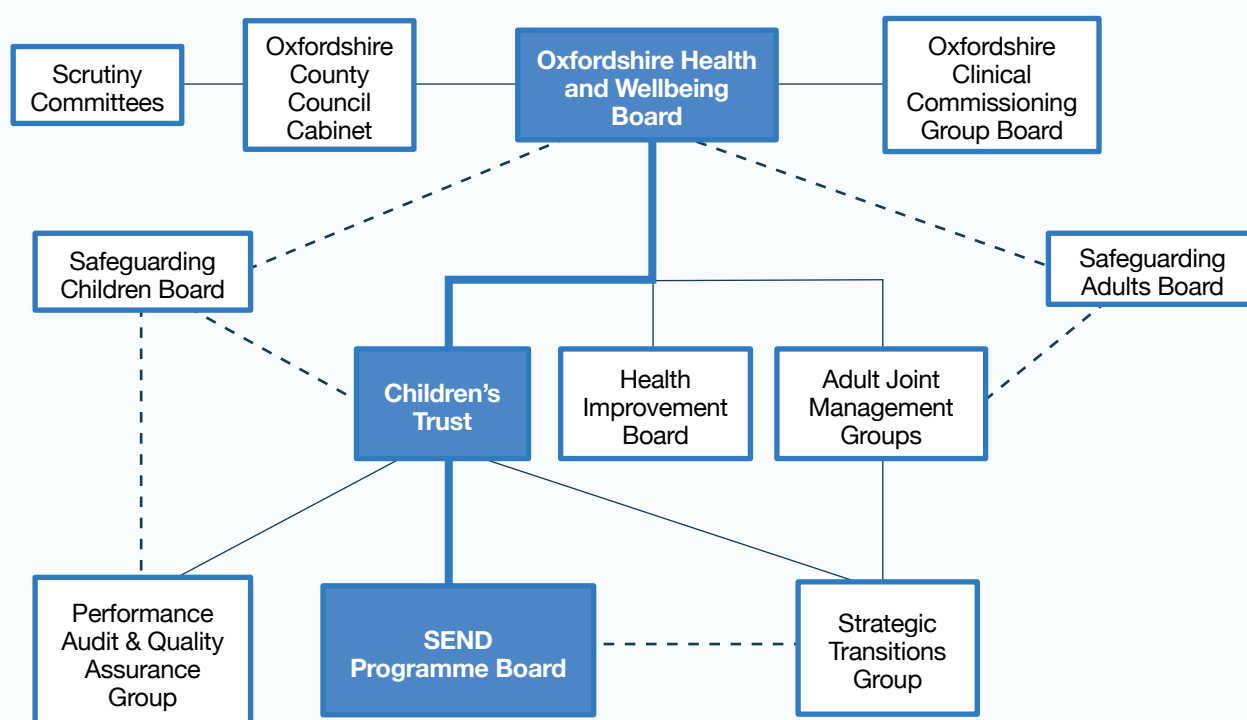 Scrutiny
Committees
Oxfordshire
County
Council
Cabinet
Oxfordshire Health
and Wellbeing
Board
Oxfordshire
Clinical
Commissioning
Group Board
Safeguarding
Children Board
Safeguarding
Adults Board
Children’s
Trust
Health
Improvement
Board
Adult Joint
Management
Groups
Performance
Audit & Quality
Assurance
Group
SEND
Programme Board
Strategic
Transitions
Group